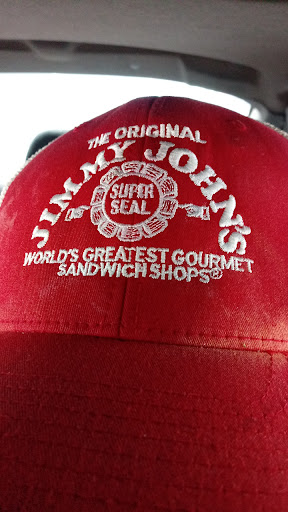 THE ORIGINAL
JIMMY JOHN'S
SUPER
SEAL
WORLD'S GREATEST GOURMET
SANDWICH SHOPS®